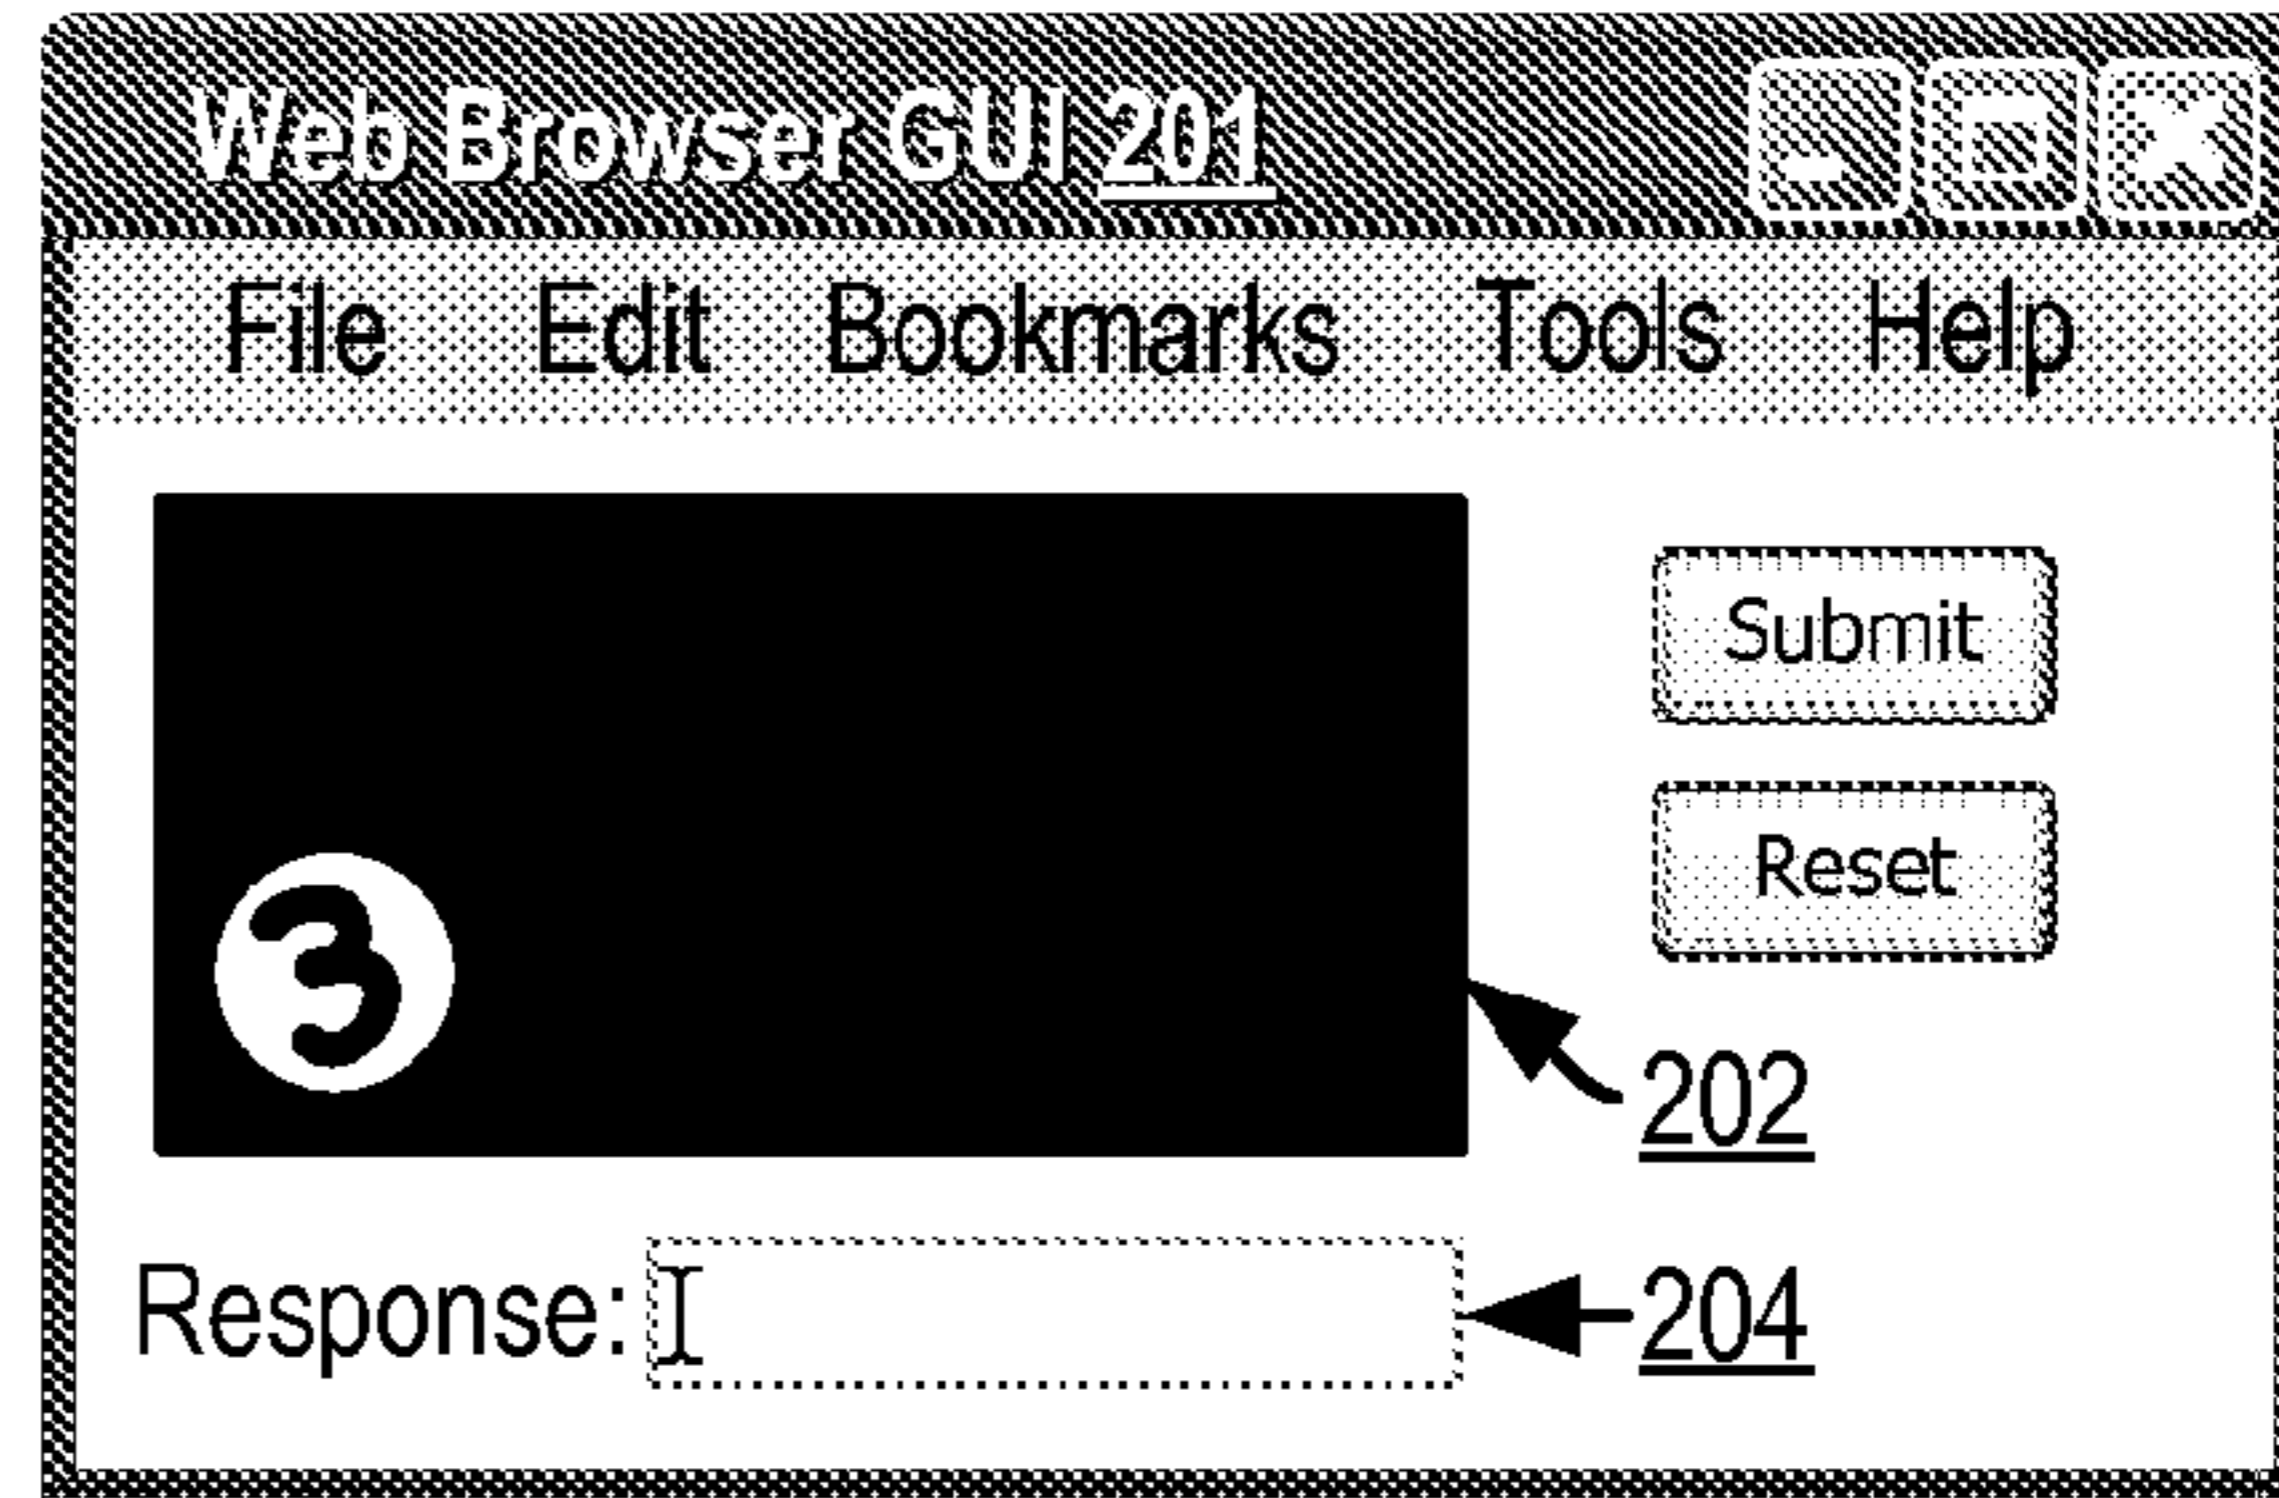 Web Browser GUI 201
File Edit Bookmarks Tools Help
Submit
Reset
3
202
Response: 204